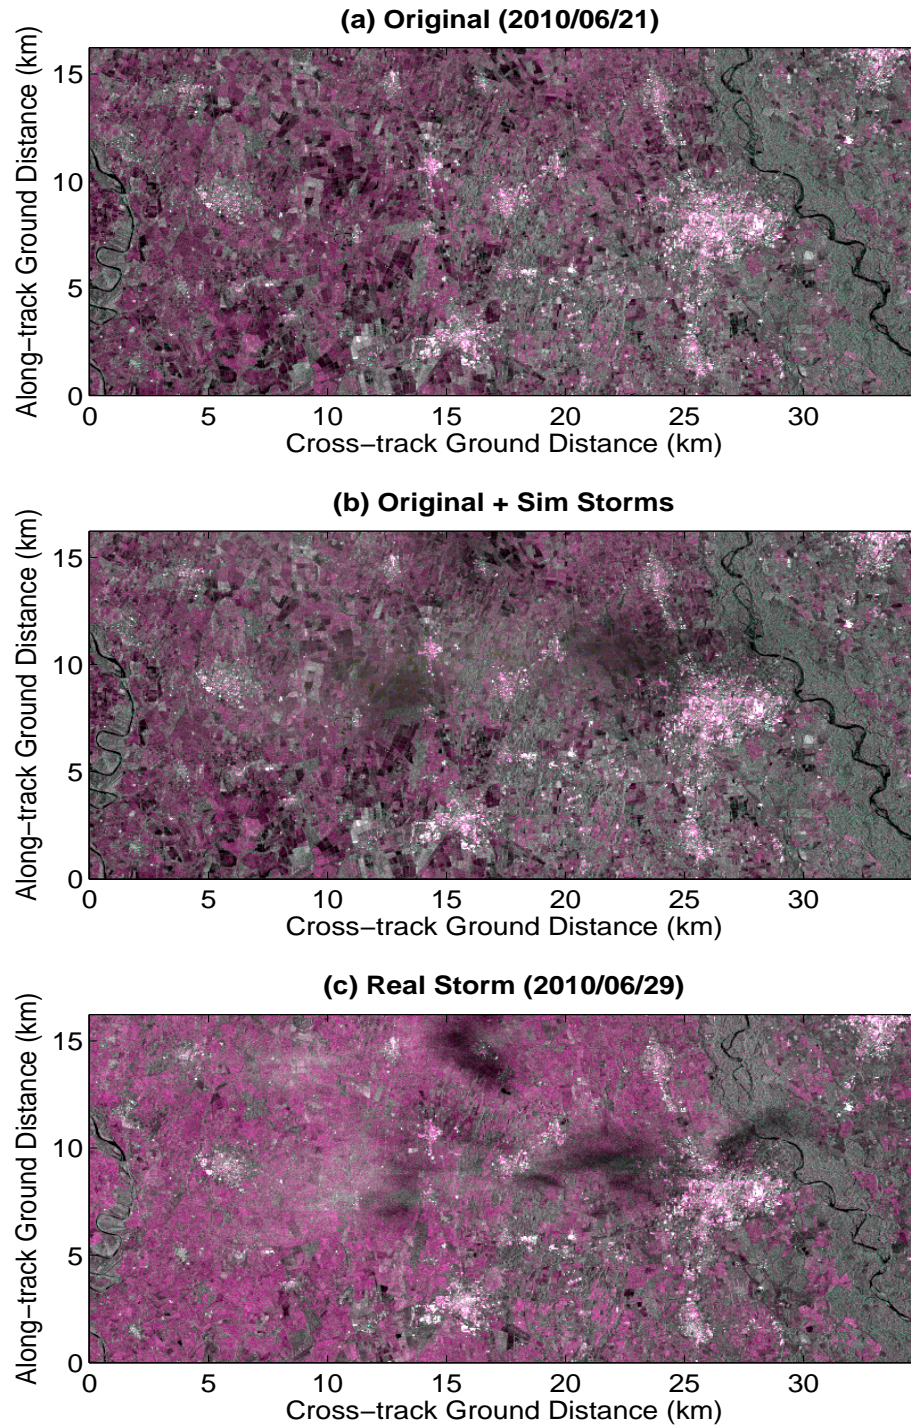 (a) Original (2010/06/21)
Along-track Ground Distance (km)
15
10
5
0
0 5 10 15 20 25 30
Cross-track Ground Distance (km)
(b) Original + Sim Storms
Along-track Ground Distance (km)
15
10
5
0
0 5 10 15 20 25 30
Cross-track Ground Distance (km)
(c) Real Storm (2010/06/29)
Along-track Ground Distance (km)
15
10
5
0
0 5 10 15 20 25 30
Cross-track Ground Distance (km)